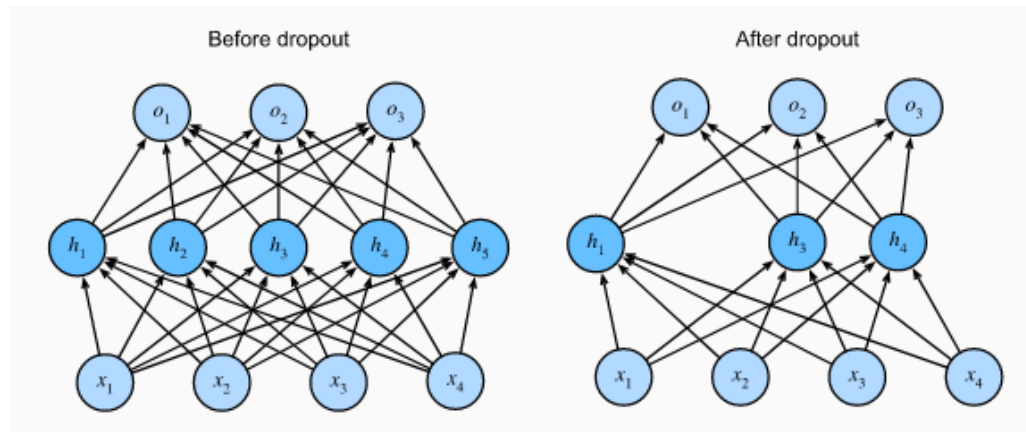 Before dropout
After dropout
o₁ o₂ o₃
o₁ o₂ o₃
h₁ h₂ h₃ h₄ h₅
h₁ h₃ h₄
x₁ x₂ x₃ x₄
x₁ x₂ x₃ x₄